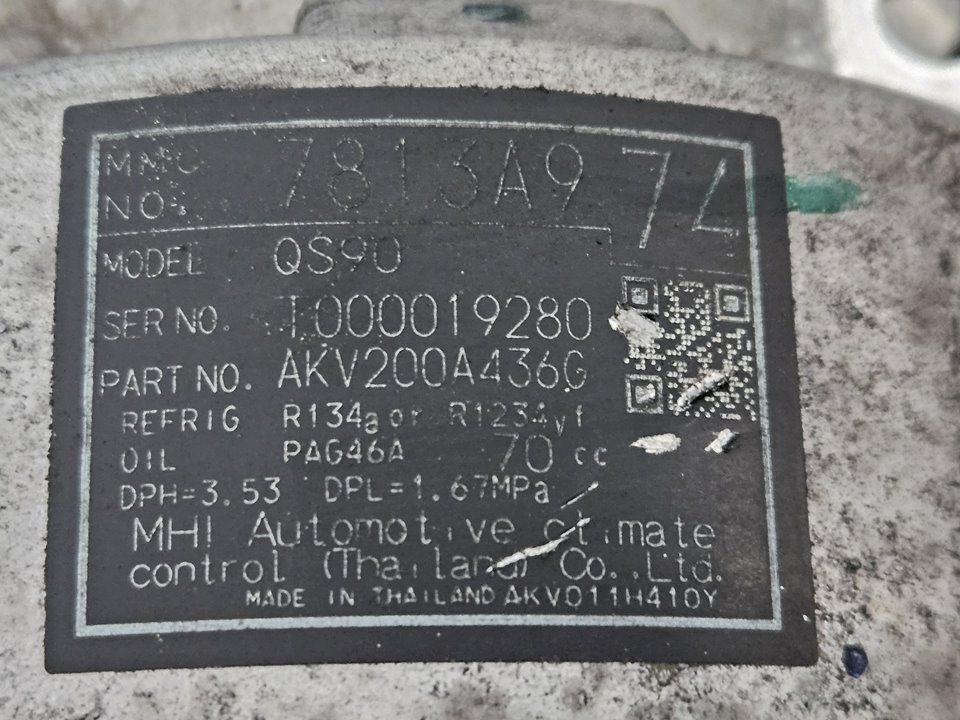 MMC
NO. 7813A974
MODEL QS90
SER NO. T000019280
PART NO. AKV200A436G
REFRIG R134a or R1234yf
OIL PAG46A 70 cc
DPH=3.53 DPL=1.67MPa
MHI Automotive climate
control (Thailand) Co.,Ltd.
MADE IN THAILAND AKV011H410Y